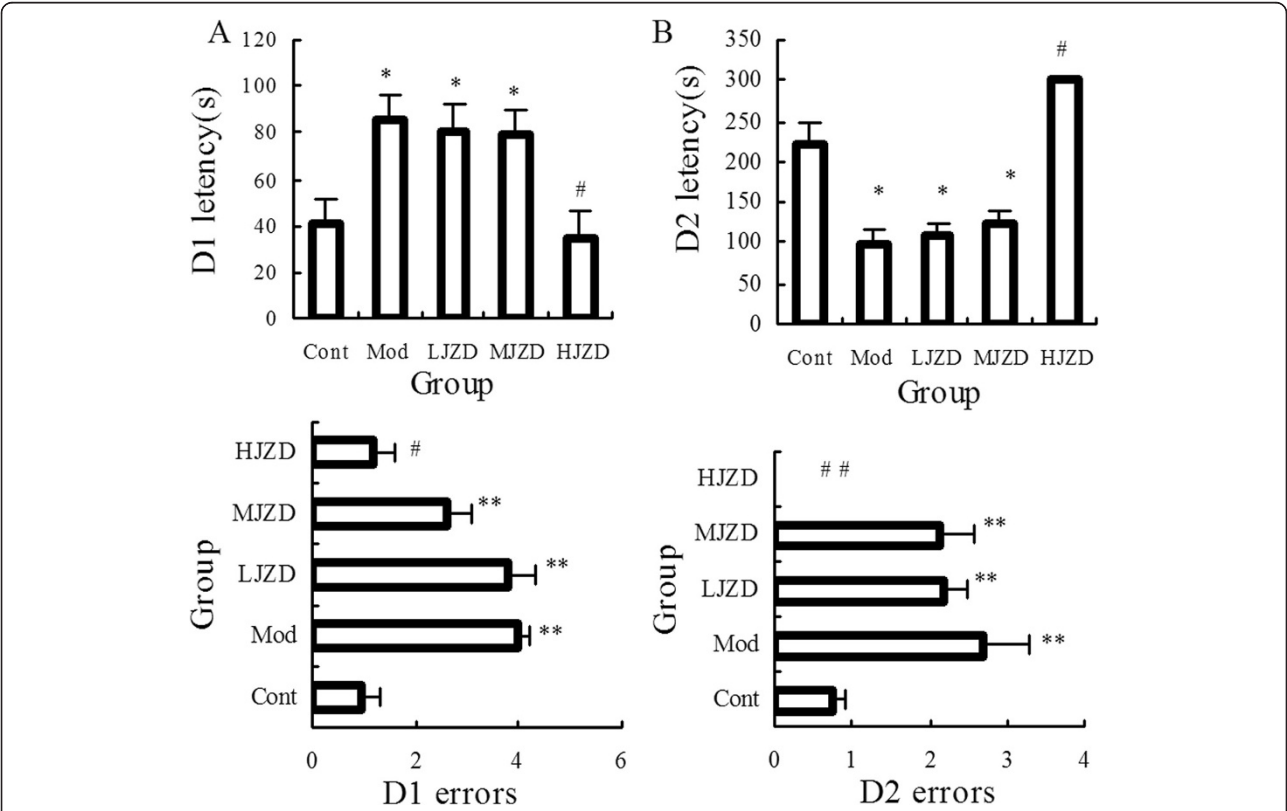 A
D1 letency(s)
120
100
80
60
40
20
0
*
*
*
#
Cont Mod LJZD MJZD HJZD
Group
B
D2 letency(s)
350
300
250
200
150
100
50
0
*
*
*
#
Cont Mod LJZD MJZD HJZD
Group
Group
HJZD #
MJZD **
LJZD **
Mod **
Cont
0 2 4 6
D1 errors
Group
HJZD # #
MJZD **
LJZD **
Mod **
Cont
0 1 2 3 4
D2 errors